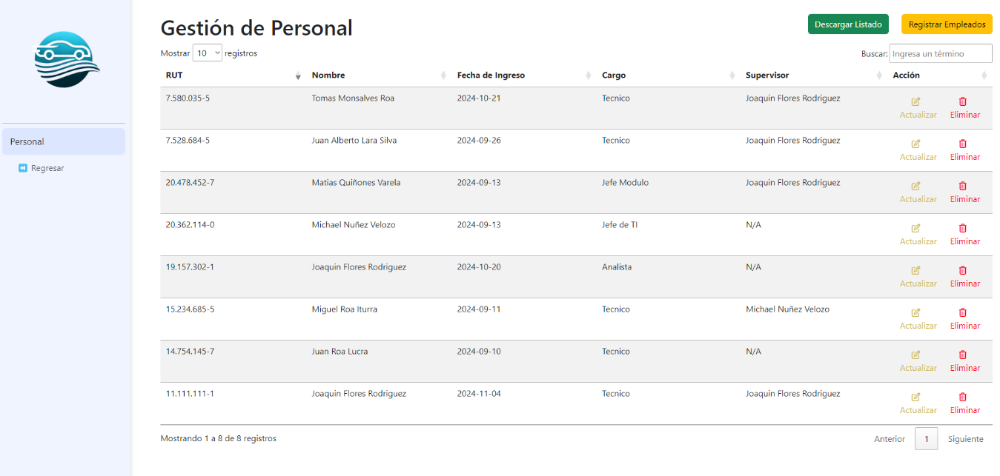 Gestión de Personal
Descargar Listado
Registrar Empleados
Mostrar 10 registros
Buscar: Ingresa un término
RUT Nombre Fecha de Ingreso Cargo Supervisor Acción
7.580.035-5 Tomas Monsalves Roa 2024-10-21 Tecnico Joaquin Flores Rodriguez
Actualizar Eliminar
Personal
7.528.684-5 Juan Alberto Lara Silva 2024-09-26 Tecnico Joaquin Flores Rodriguez
Actualizar Eliminar
Regresar
20.478.452-7 Matias Quiñones Varela 2024-09-13 Jefe Modulo Joaquin Flores Rodriguez
Actualizar Eliminar
20.362.114-0 Michael Nuñez Velozo 2024-09-13 Jefe de TI N/A
Actualizar Eliminar
19.157.302-1 Joaquin Flores Rodriguez 2024-10-20 Analista N/A
Actualizar Eliminar
15.234.685-5 Miguel Roa Iturra 2024-09-11 Tecnico Michael Nuñez Velozo
Actualizar Eliminar
14.754.145-7 Juan Roa Lucra 2024-09-10 Tecnico N/A
Actualizar Eliminar
11.111.111-1 Joaquin Flores Rodriguez 2024-11-04 Tecnico Joaquin Flores Rodriguez
Actualizar Eliminar
Mostrando 1 a 8 de 8 registros
Anterior 1 Siguiente